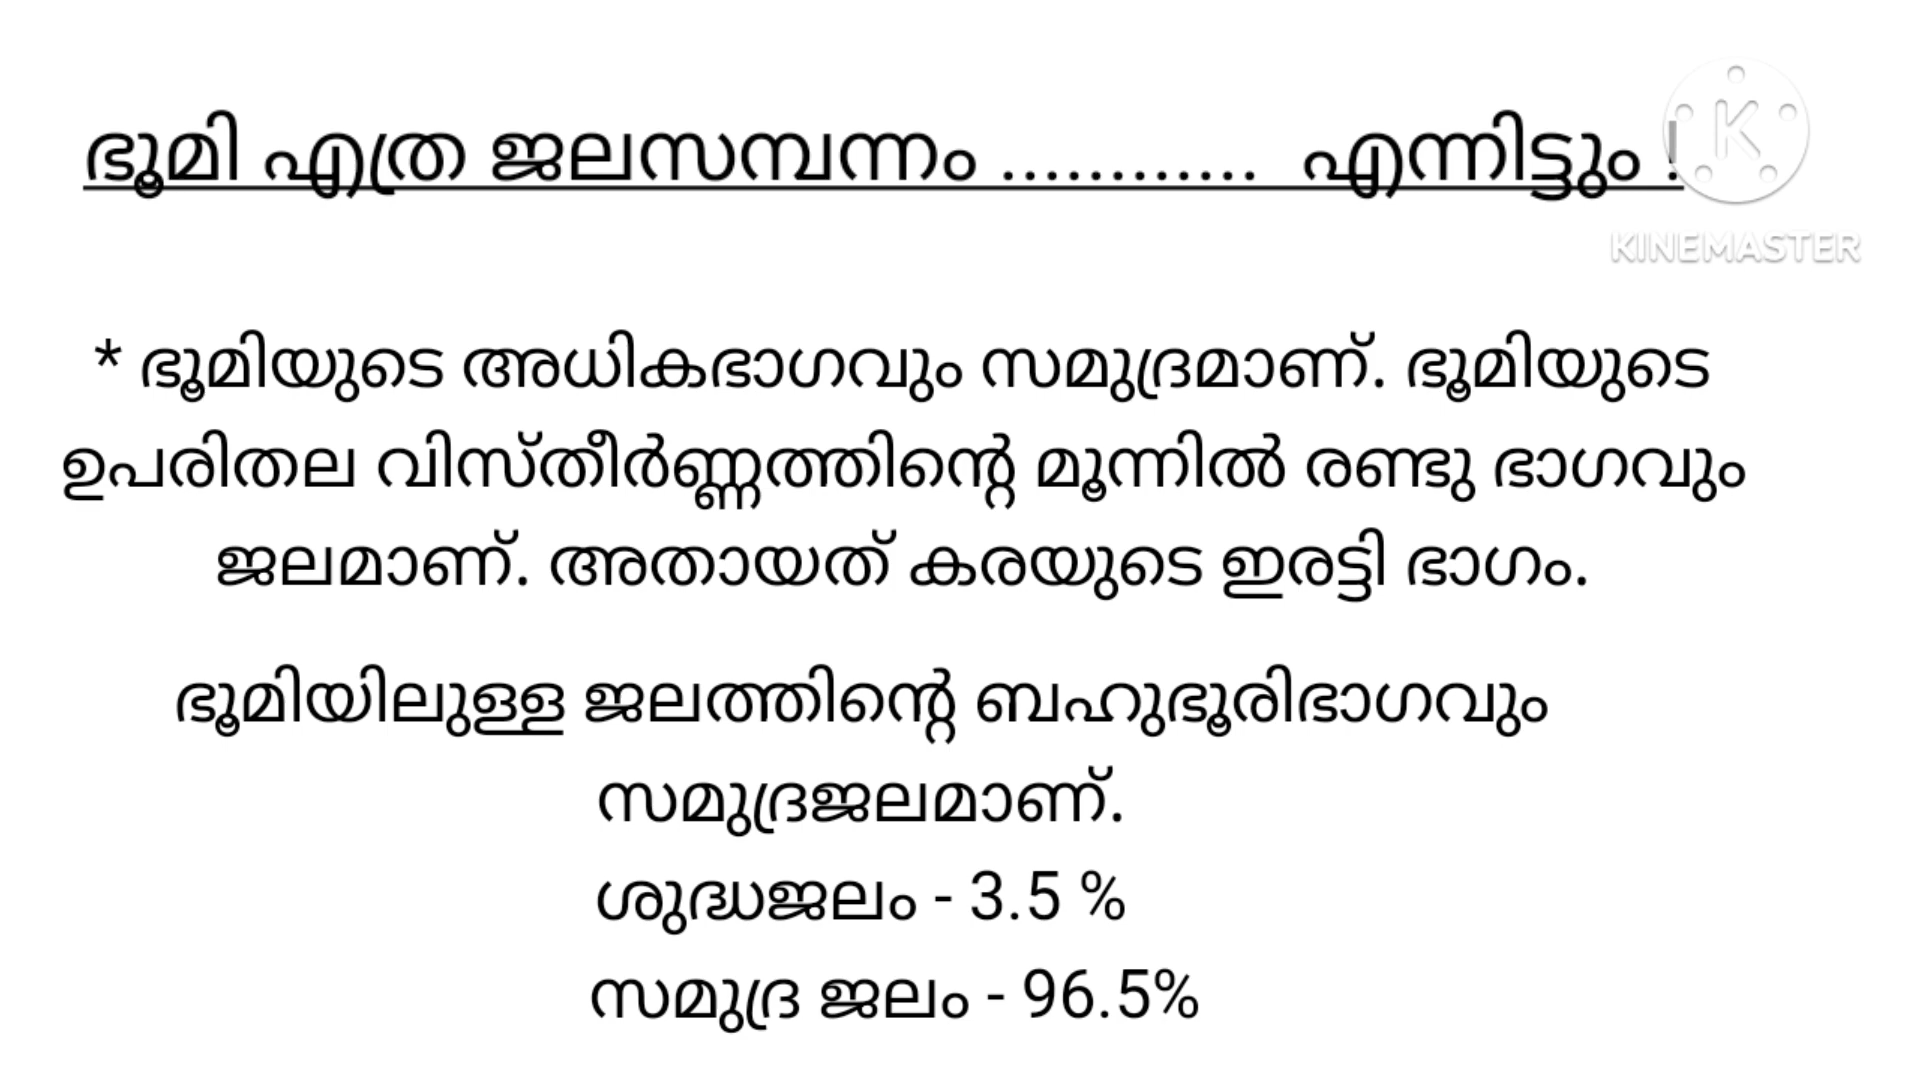 ഭൂമി എത്ര ജലസമ്പന്നം ............ എന്നിട്ടും !
KINEMASTER
* ഭൂമിയുടെ അധികഭാഗവും സമുദ്രമാണ്. ഭൂമിയുടെ
ഉപരിതല വിസ്തീർണ്ണത്തിന്റെ മൂന്നിൽ രണ്ടു ഭാഗവും
ജലമാണ്. അതായത് കരയുടെ ഇരട്ടി ഭാഗം.
ഭൂമിയിലുള്ള ജലത്തിന്റെ ബഹുഭൂരിഭാഗവും
സമുദ്രജലമാണ്.
ശുദ്ധജലം - 3.5 %
സമുദ്ര ജലം - 96.5%